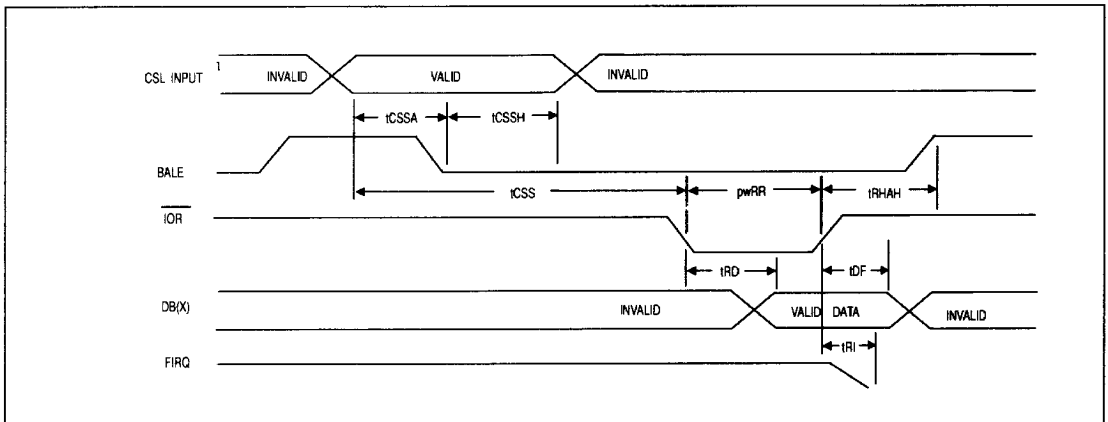 CSL INPUT 1 INVALID VALID INVALID
tCSSA tCSSH
BALE
tCSS pwRR tRHAH
IOR
tRD tDF
DB(X) INVALID VALID DATA INVALID
tRI
FIRQ